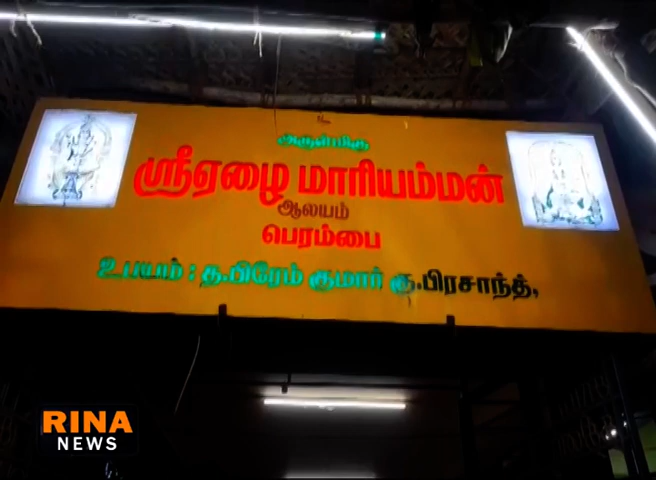 உ
அருள்மிகு
ஸ்ரீஏழை மாரியம்மன்
ஆலயம்
பெரம்பை
உபயம் : த.பிரேம் குமார் கு.பிரசாந்த்,
RINA
NEWS